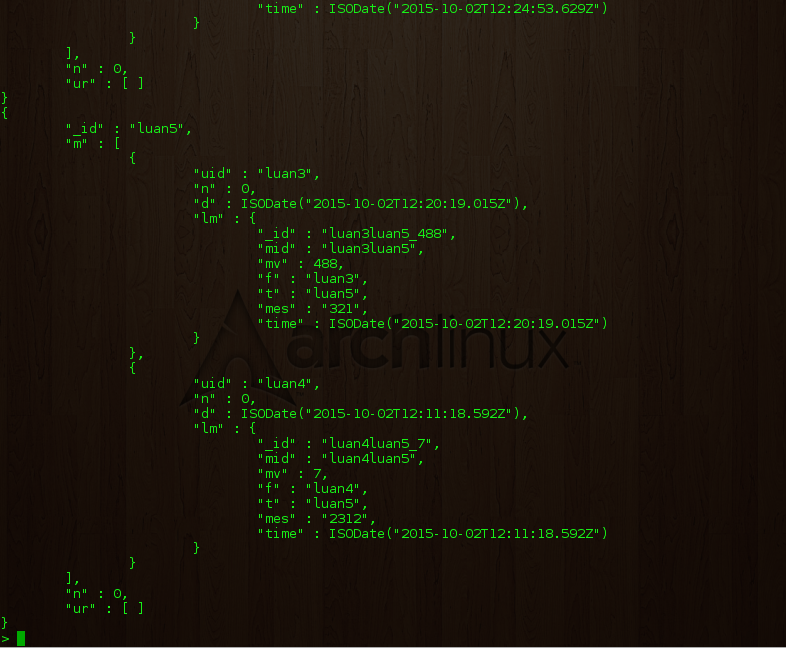 "time" : ISODate("2015-10-02T12:24:53.629Z")
}
}
],
"n" : 0,
"ur" : [ ]
}
{
"_id" : "luan5",
"m" : [
{
"uid" : "luan3",
"n" : 0,
"d" : ISODate("2015-10-02T12:20:19.015Z"),
"lm" : {
"_id" : "luan3luan5_488",
"mid" : "luan3luan5",
"mv" : 488,
"f" : "luan3",
"t" : "luan5",
"mes" : "321",
"time" : ISODate("2015-10-02T12:20:19.015Z")
}
archlinux
},
{
"uid" : "luan4",
"n" : 0,
"d" : ISODate("2015-10-02T12:11:18.592Z"),
"lm" : {
"_id" : "luan4luan5_7",
"mid" : "luan4luan5",
"mv" : 7,
"f" : "luan4",
"t" : "luan5",
"mes" : "2312",
"time" : ISODate("2015-10-02T12:11:18.592Z")
}
}
],
"n" : 0,
"ur" : [ ]
}
>